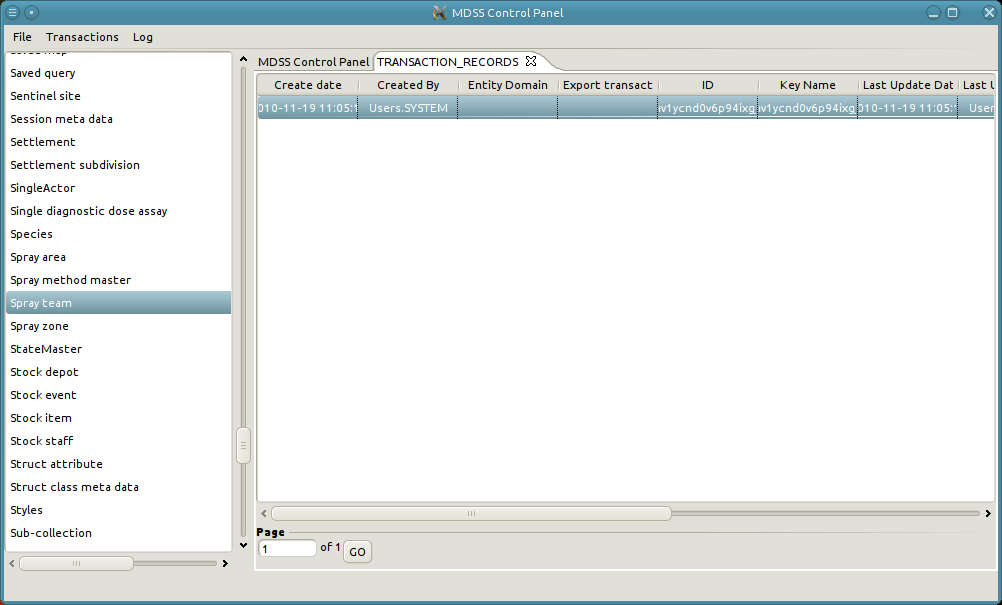 MDSS Control Panel
File Transactions Log
Saved query
Sentinel site
Session meta data
Settlement
Settlement subdivision
SingleActor
Single diagnostic dose assay
Species
Spray area
Spray method master
Spray team
Spray zone
StateMaster
Stock depot
Stock event
Stock item
Stock staff
Struct attribute
Struct class meta data
Styles
Sub-collection
MDSS Control Panel TRANSACTION_RECORDS
Create date Created By Entity Domain Export transact ID Key Name Last Update Dat Last U
010-11-19 11:05:1 Users.SYSTEM v1ycnd0v6p94ixg v1ycnd0v6p94ixg 010-11-19 11:05: User
Page
1 of 1 GO